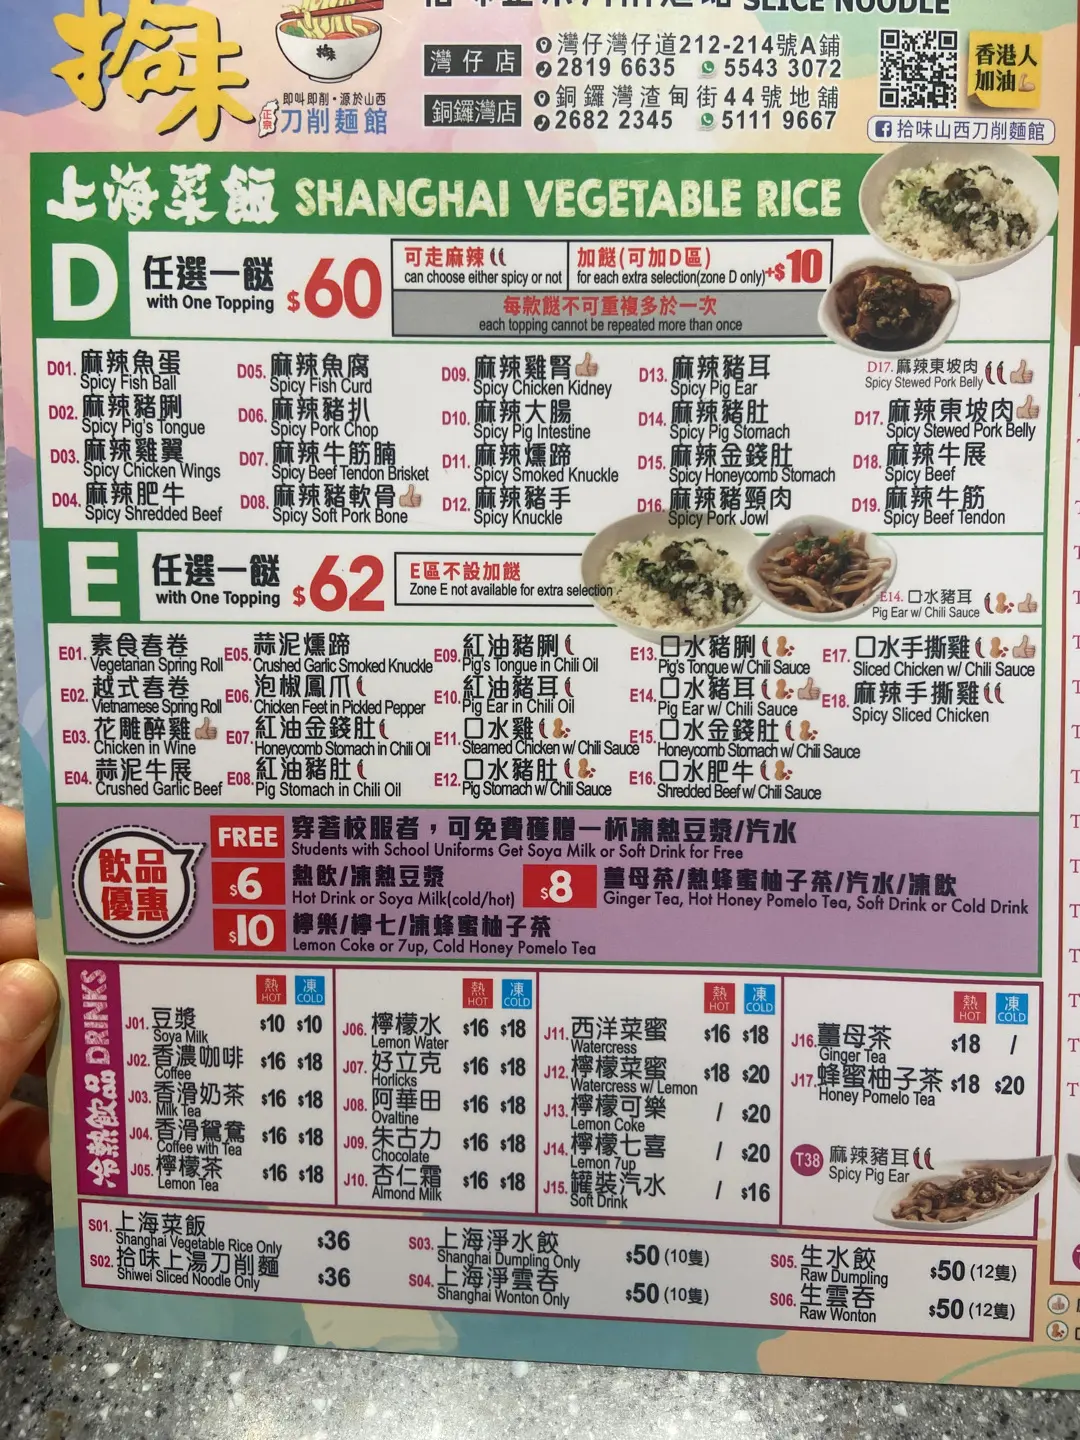 SLICE NOODLE
拾味
即叫即削・源於山西
正宗 刀削麵館
灣仔店
灣仔灣仔道212-214號A鋪
2819 6635 5543 3072
銅鑼灣店
銅鑼灣渣甸街44號地舖
2682 2345 5111 9667
香港人
加油
拾味山西刀削麵館
上海菜飯 SHANGHAI VEGETABLE RICE
D
任選一餸
with One Topping
$60
可走麻辣
can choose either spicy or not
加餸(可加D區)
for each extra selection(zone D only)
+$10
每款餸不可重複多於一次
each topping cannot be repeated more than once
D01. 麻辣魚蛋
Spicy Fish Ball
D02. 麻辣豬脷
Spicy Pig's Tongue
D03. 麻辣雞翼
Spicy Chicken Wings
D04. 麻辣肥牛
Spicy Shredded Beef
D05. 麻辣魚腐
Spicy Fish Curd
D06. 麻辣豬扒
Spicy Pork Chop
D07. 麻辣牛筋腩
Spicy Beef Tendon Brisket
D08. 麻辣豬軟骨
Spicy Soft Pork Bone
D09. 麻辣雞腎
Spicy Chicken Kidney
D10. 麻辣大腸
Spicy Pig Intestine
D11. 麻辣燻蹄
Spicy Smoked Knuckle
D12. 麻辣豬手
Spicy Knuckle
D13. 麻辣豬耳
Spicy Pig Ear
D14. 麻辣豬肚
Spicy Pig Stomach
D15. 麻辣金錢肚
Spicy Honeycomb Stomach
D16. 麻辣豬頸肉
Spicy Pork Jowl
D17. 麻辣東坡肉
Spicy Stewed Pork Belly
D17. 麻辣東坡肉
Spicy Stewed Pork Belly
D18. 麻辣牛展
Spicy Beef
D19. 麻辣牛筋
Spicy Beef Tendon
E
任選一餸
with One Topping
$62
E區不設加餸
Zone E not available for extra selection
E14. 口水豬耳
Pig Ear w/ Chili Sauce
E01. 素食春卷
Vegetarian Spring Roll
E02. 越式春卷
Vietnamese Spring Roll
E03. 花雕醉雞
Chicken in Wine
E04. 蒜泥牛展
Crushed Garlic Beef
E05. 蒜泥燻蹄
Crushed Garlic Smoked Knuckle
E06. 泡椒鳳爪
Chicken Feet in Pickled Pepper
E07. 紅油金錢肚
Honeycomb Stomach in Chili Oil
E08. 紅油豬肚
Pig Stomach in Chili Oil
E09. 紅油豬脷
Pig's Tongue in Chili Oil
E10. 紅油豬耳
Pig Ear in Chili Oil
E11. 口水雞
Steamed Chicken w/ Chili Sauce
E12. 口水豬肚
Pig Stomach w/ Chili Sauce
E13. 口水豬脷
Pig's Tongue w/ Chili Sauce
E14. 口水豬耳
Pig Ear w/ Chili Sauce
E15. 口水金錢肚
Honeycomb Stomach w/ Chili Sauce
E16. 口水肥牛
Shredded Beef w/ Chili Sauce
E17. 口水手撕雞
Sliced Chicken w/ Chili Sauce
E18. 麻辣手撕雞
Spicy Sliced Chicken
飲品
優惠
FREE 穿著校服者，可免費獲贈一杯凍熱豆漿/汽水
Students with School Uniforms Get Soya Milk or Soft Drink for Free
$6 熱飲/凍熱豆漿
Hot Drink or Soya Milk(cold/hot)
$8 薑母茶/熱蜂蜜柚子茶/汽水/凍飲
Ginger Tea, Hot Honey Pomelo Tea, Soft Drink or Cold Drink
$10 檸樂/檸七/凍蜂蜜柚子茶
Lemon Coke or 7up, Cold Honey Pomelo Tea
冷熱飲品 DRINKS
熱 HOT 凍 COLD
J01. 豆漿 $10 $10
Soya Milk
J02. 香濃咖啡 $16 $18
Coffee
J03. 香滑奶茶 $16 $18
Milk Tea
J04. 香滑鴛鴦 $16 $18
Coffee with Tea
J05. 檸檬茶 $16 $18
Lemon Tea
熱 HOT 凍 COLD
J06. 檸檬水 $16 $18
Lemon Water
J07. 好立克 $16 $18
Horlicks
J08. 阿華田 $16 $18
Ovaltine
J09. 朱古力 $16 $18
Chocolate
J10. 杏仁霜 $16 $18
Almond Milk
熱 HOT 凍 COLD
J11. 西洋菜蜜 $16 $18
Watercress
J12. 檸檬菜蜜 $18 $20
Watercress w/ Lemon
J13. 檸檬可樂 / $20
Lemon Coke
J14. 檸檬七喜 / $20
Lemon 7up
J15. 罐裝汽水 / $16
Soft Drink
熱 HOT 凍 COLD
J16. 薑母茶 $18 /
Ginger Tea
J17. 蜂蜜柚子茶 $18 $20
Honey Pomelo Tea
T38 麻辣豬耳
Spicy Pig Ear
S01. 上海菜飯 $36
Shanghai Vegetable Rice Only
S02. 拾味上湯刀削麵 $36
Shiwei Sliced Noodle Only
S03. 上海淨水餃 $50 (10隻)
Shanghai Dumpling Only
S04. 上海淨雲吞 $50 (10隻)
Shanghai Wonton Only
S05. 生水餃 $50 (12隻)
Raw Dumpling
S06. 生雲吞 $50 (12隻)
Raw Wonton